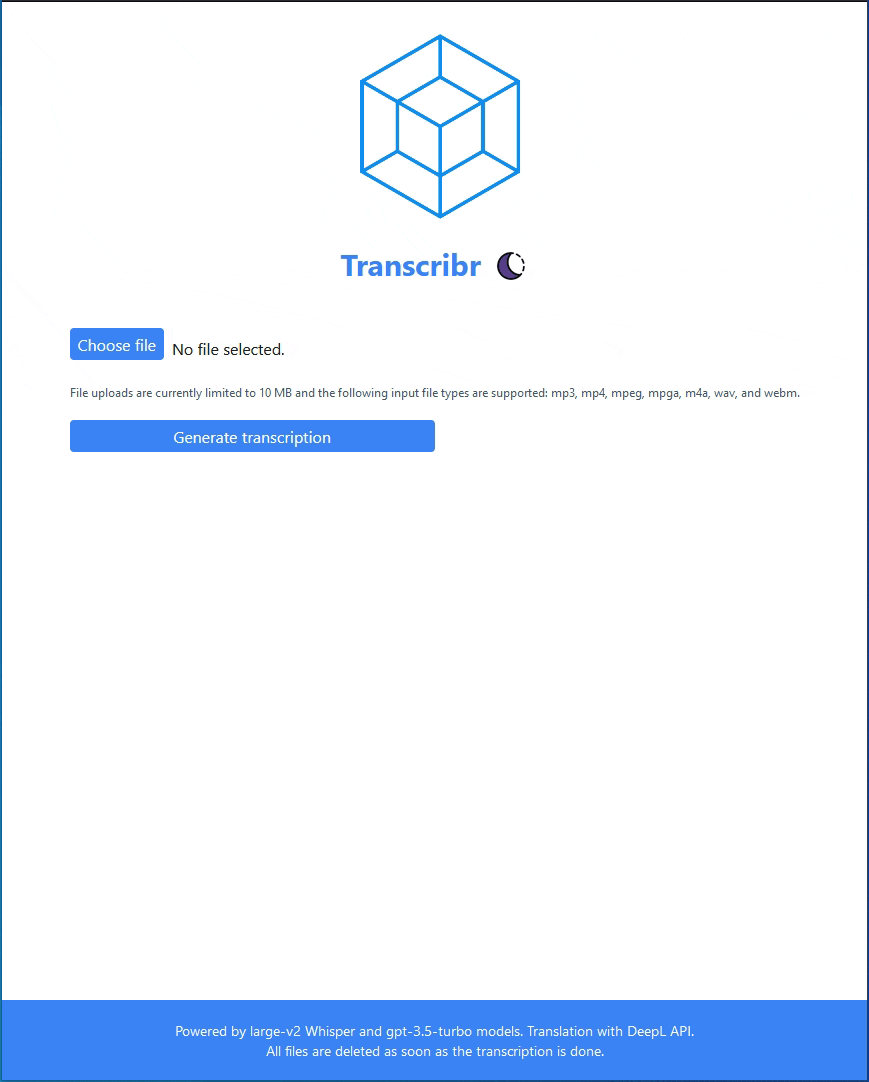 Transcribr
Choose file No file selected.
File uploads are currently limited to 10 MB and the following input file types are supported: mp3, mp4, mpeg, mpga, m4a, wav, and webm.
Generate transcription
Powered by large-v2 Whisper and gpt-3.5-turbo models. Translation with DeepL API.
All files are deleted as soon as the transcription is done.